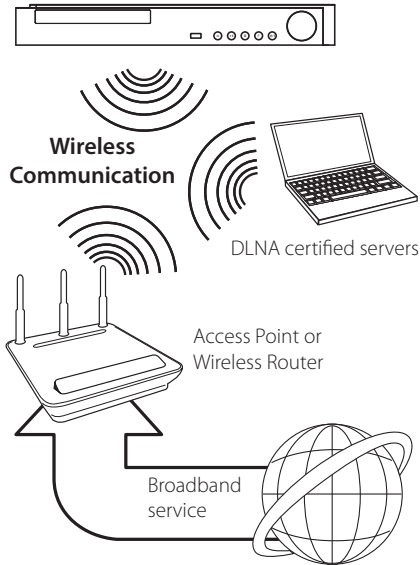 Wireless
Communication
DLNA certified servers
Access Point or
Wireless Router
Broadband
service